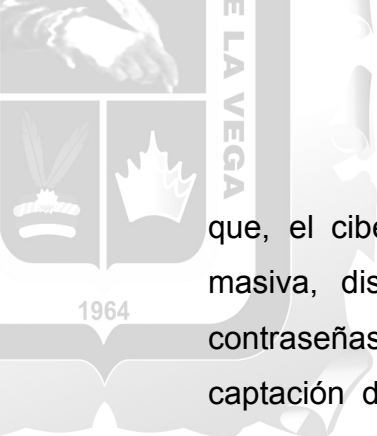 E LA VEGA
1964
que, el cibe
masiva, dis
contraseñas
captación d